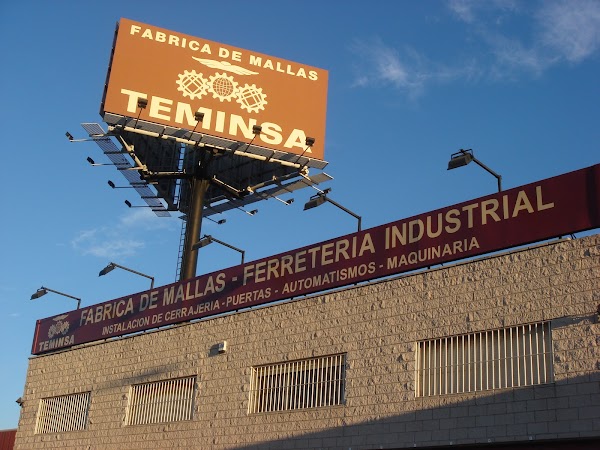 FABRICA DE MALLAS
TEMINSA
FABRICA DE MALLAS - FERRETERIA INDUSTRIAL
INSTALACION DE CERRAJERIA - PUERTAS - AUTOMATISMOS - MAQUINARIA
TEMINSA